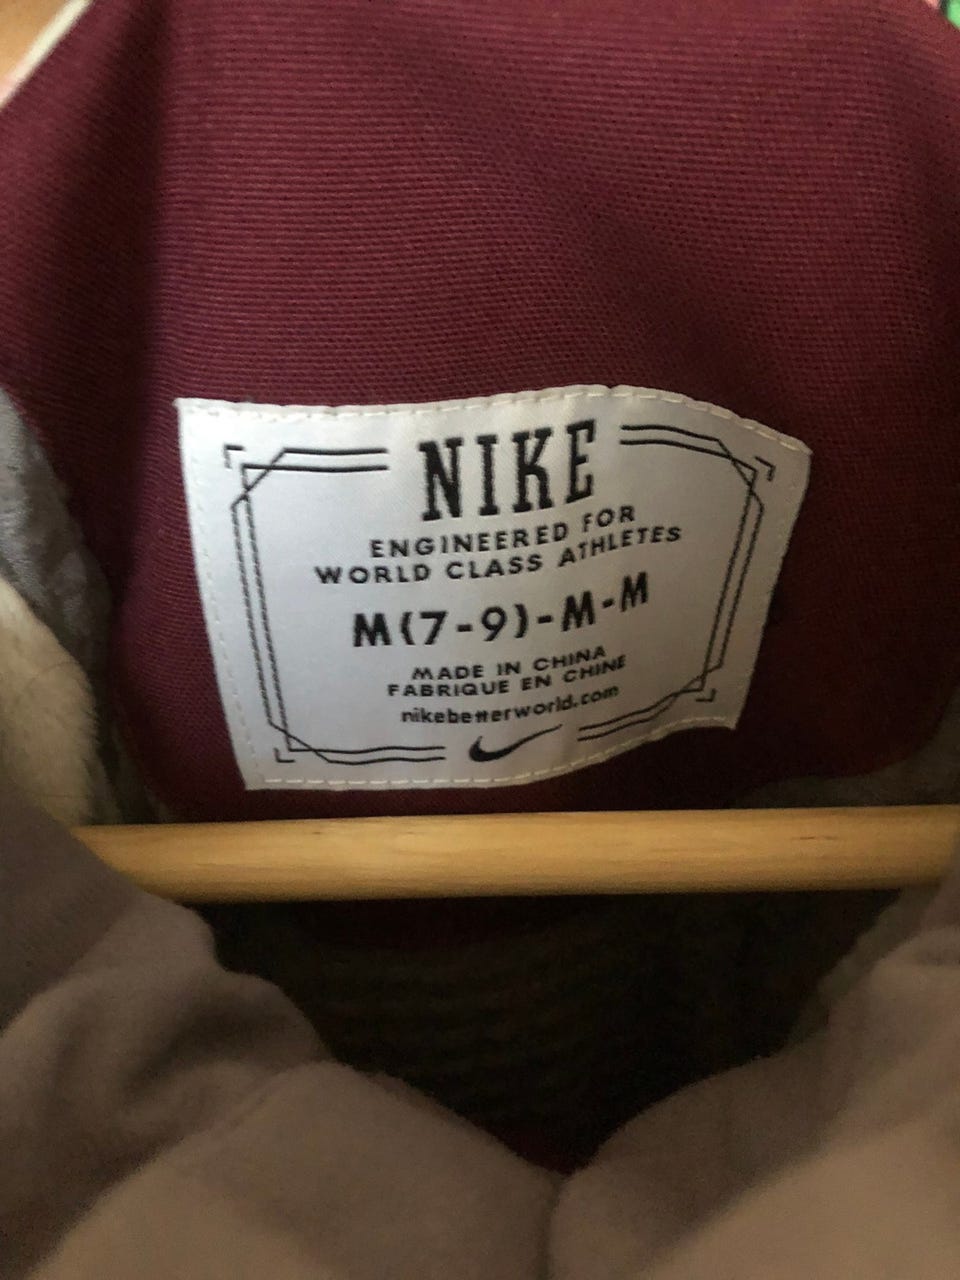 NIKE
ENGINEERED FOR
WORLD CLASS ATHLETES
M(7-9)-M-M
MADE IN CHINA
FABRIQUE EN CHINE
nikebetterworld.com